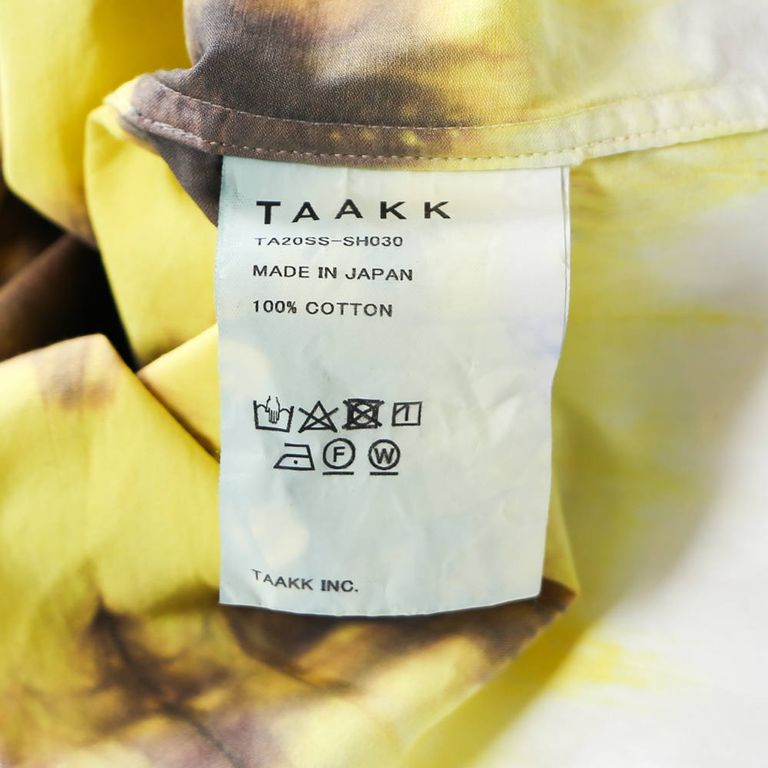 TAAKK
TA20SS-SH030
MADE IN JAPAN
100% COTTON
F W
TAAKK INC.